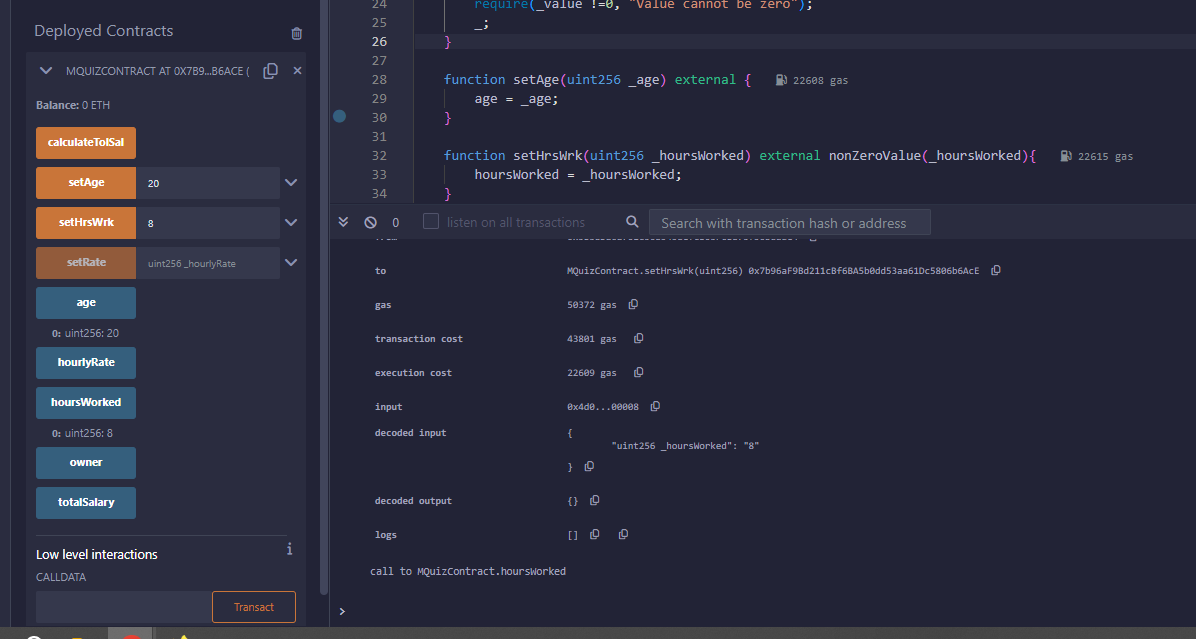 Deployed Contracts
MQUIZCONTRACT AT 0X7B9...B6ACE (
Balance: 0 ETH
calculateTolSal
setAge 20
setHrsWrk 8
setRate uint256 _hourlyRate
age
0: uint256: 20
hourlyRate
hoursWorked
0: uint256: 8
owner
totalSalary
Low level interactions
CALLDATA
Transact
24 require(_value !=0, "Value cannot be zero");
25 _;
26 }
27
28 function setAge(uint256 _age) external { 22608 gas
29 age = _age;
30 }
31
32 function setHrsWrk(uint256 _hoursWorked) external nonZeroValue(_hoursWorked){ 22615 gas
33 hoursWorked = _hoursWorked;
34 }
0 listen on all transactions Search with transaction hash or address
to MQuizContract.setHrsWrk(uint256) 0x7b96aF9Bd211cBf6BA5b0dd53aa61Dc5806b6AcE
gas 50372 gas
transaction cost 43801 gas
execution cost 22609 gas
input 0x4d0...00008
decoded input {
"uint256 _hoursWorked": "8"
}
decoded output {}
logs []
call to MQuizContract.hoursWorked
>